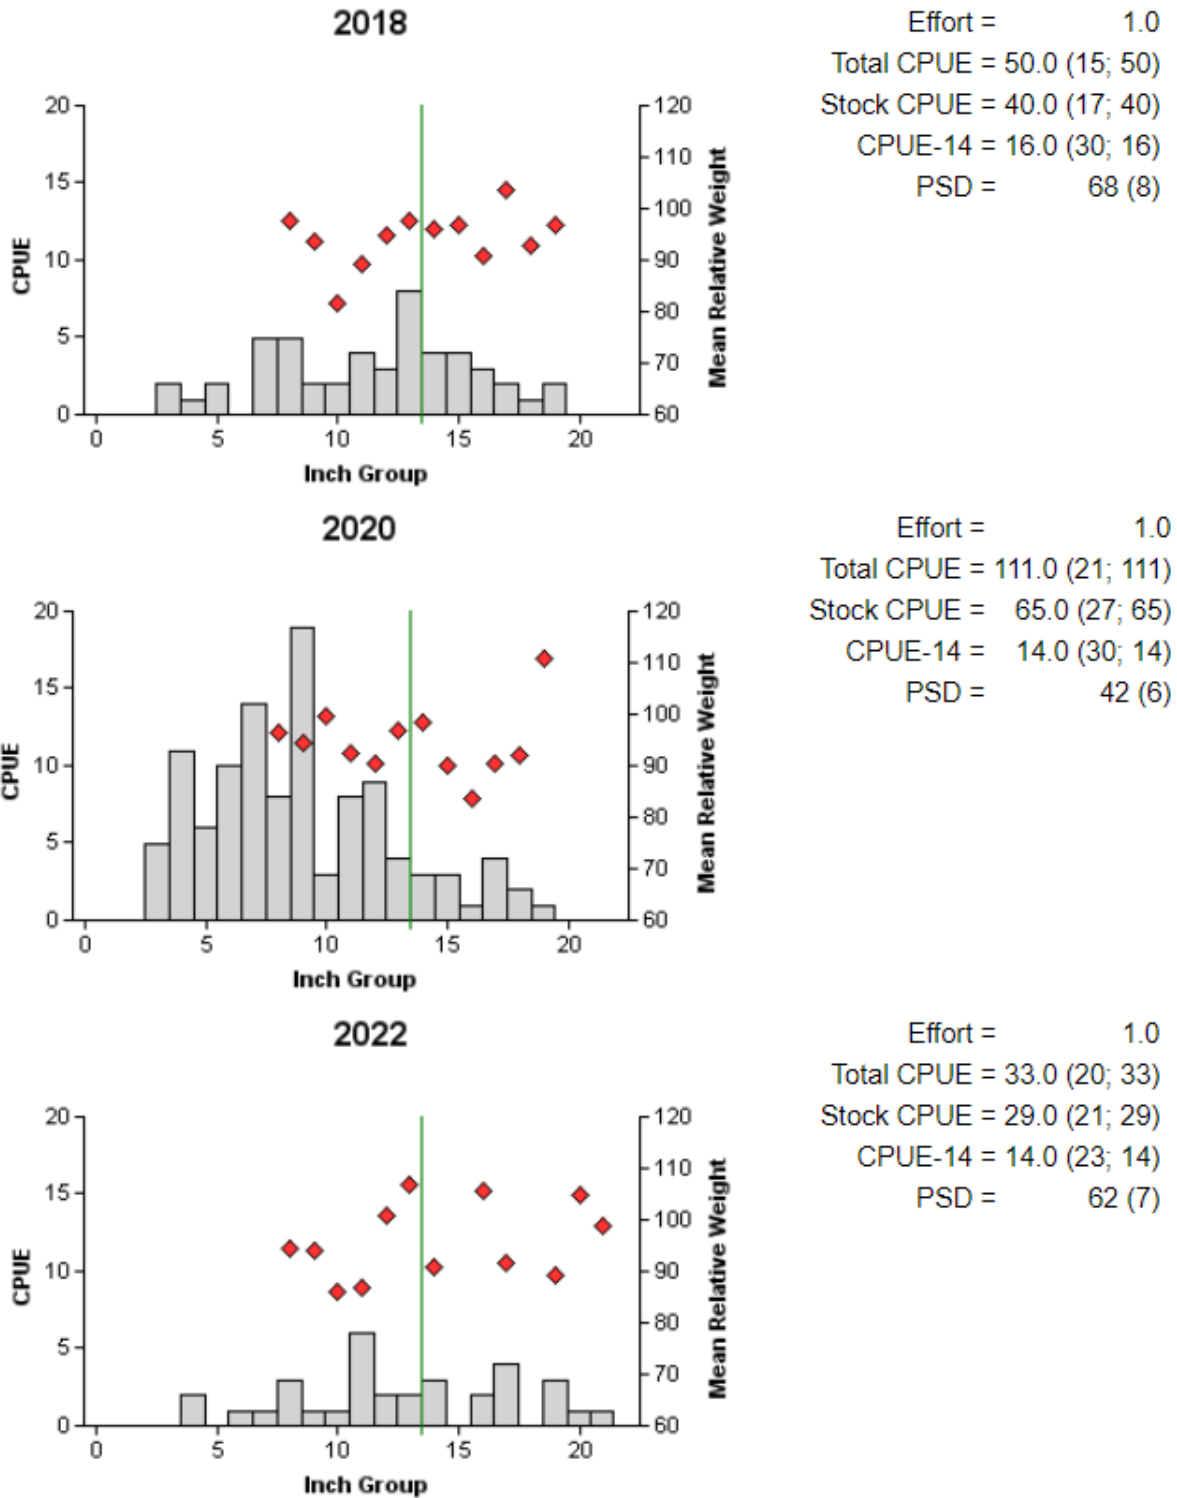 2018
Effort = 1.0
Total CPUE = 50.0 (15; 50)
Stock CPUE = 40.0 (17; 40)
CPUE-14 = 16.0 (30; 16)
PSD = 68 (8)
20
15
10
5
0
CPUE
120
110
100
90
80
70
60
Mean Relative Weight
0 5 10 15 20
Inch Group
2020
Effort = 1.0
Total CPUE = 111.0 (21; 111)
Stock CPUE = 65.0 (27; 65)
CPUE-14 = 14.0 (30; 14)
PSD = 42 (6)
20
15
10
5
0
CPUE
120
110
100
90
80
70
60
Mean Relative Weight
0 5 10 15 20
Inch Group
2022
Effort = 1.0
Total CPUE = 33.0 (20; 33)
Stock CPUE = 29.0 (21; 29)
CPUE-14 = 14.0 (23; 14)
PSD = 62 (7)
20
15
10
5
0
CPUE
120
110
100
90
80
70
60
Mean Relative Weight
0 5 10 15 20
Inch Group